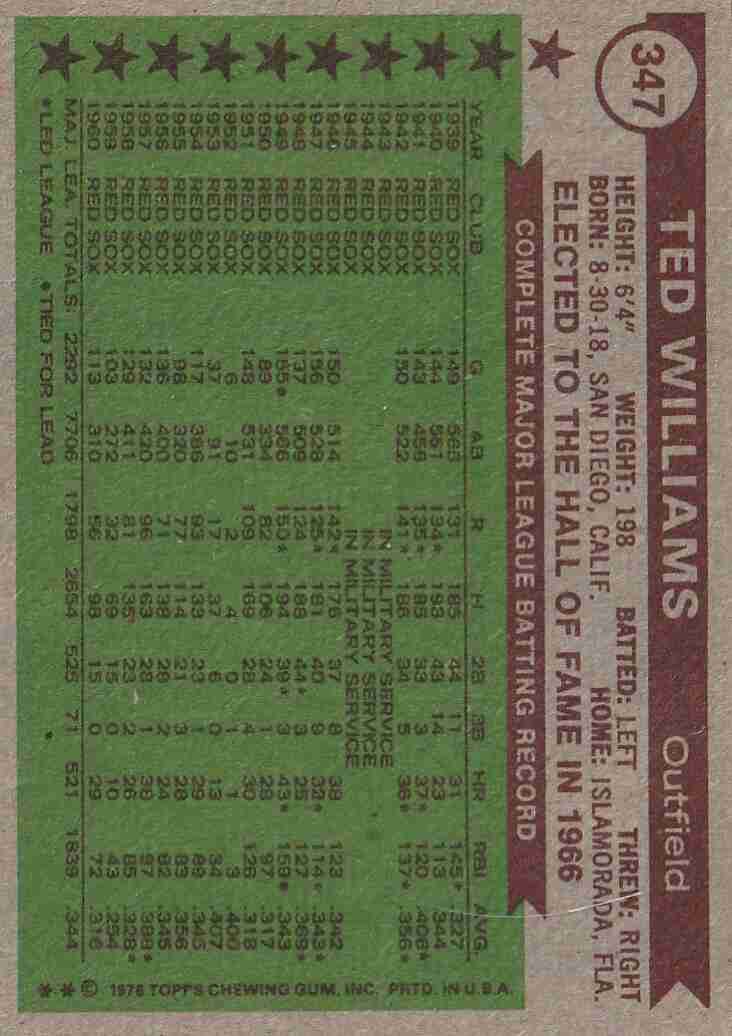 347 TED WILLIAMS Outfield
HEIGHT: 6'4" WEIGHT: 198 BATTED: LEFT THREW: RIGHT
BORN: 8-30-18, SAN DIEGO, CALIF. HOME: ISLAMORADA, FLA.
ELECTED TO THE HALL OF FAME IN 1966
COMPLETE MAJOR LEAGUE BATTING RECORD
YEAR CLUB G AB R H 2B 3B HR RBI AVG.
1939 RED SOX 149 565 131 185 44 11 31 145* .327
1940 RED SOX 144 561 134* 193 43 14 23 113 .344
1941 RED SOX 143 456 135* 185 33 3 37* 120 .406*
1942 RED SOX 150 522 141* 186 34 5 36* 137* .356*
1943 RED SOX IN MILITARY SERVICE
1944 RED SOX IN MILITARY SERVICE
1945 RED SOX IN MILITARY SERVICE
1946 RED SOX 150 514 142* 176 37 8 38 123 .342
1947 RED SOX 156 528 125* 181 40 9 32* 114* .343*
1948 RED SOX 137 509 124 188 44* 3 25 127 .369*
1949 RED SOX 155• 566 150* 194 39* 3 43* 159• .343
1950 RED SOX 89 334 82 106 24 1 28 97 .317
1951 RED SOX 148 531 109 169 28 4 30 126 .318
1952 RED SOX 6 10 2 4 0 1 1 3 .400
1953 RED SOX 37 91 17 37 6 0 13 34 .407
1954 RED SOX 117 386 93 133 23 1 29 89 .345
1955 RED SOX 98 320 77 114 21 3 28 83 .356
1956 RED SOX 136 400 71 138 28 2 24 82 .345
1957 RED SOX 132 420 96 163 28 1 38 .388*
1958 RED SOX 129 411 81 135 23 2 26 85 .328*
1959 RED SOX 103 272 32 69 15 0 10 43 .254
1960 RED SOX 113 310 56 98 15 0 29 72 .316
MAJ. LEA. TOTALS: 2292 7706 1798 2654 525 71 521 1839 .344
*LED LEAGUE •TIED FOR LEAD
** © 1976 TOPPS CHEWING GUM, INC. PRTD. IN U.S.A.